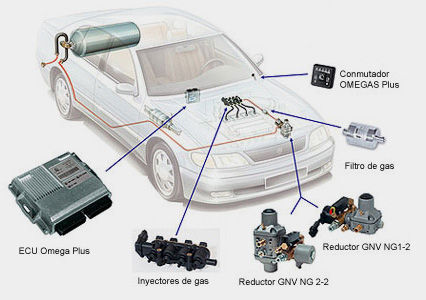 Conmutador
OMEGAS Plus
Filtro de gas
Reductor GNV NG1-2
ECU Omega Plus
Inyectores de gas
Reductor GNV NG 2-2